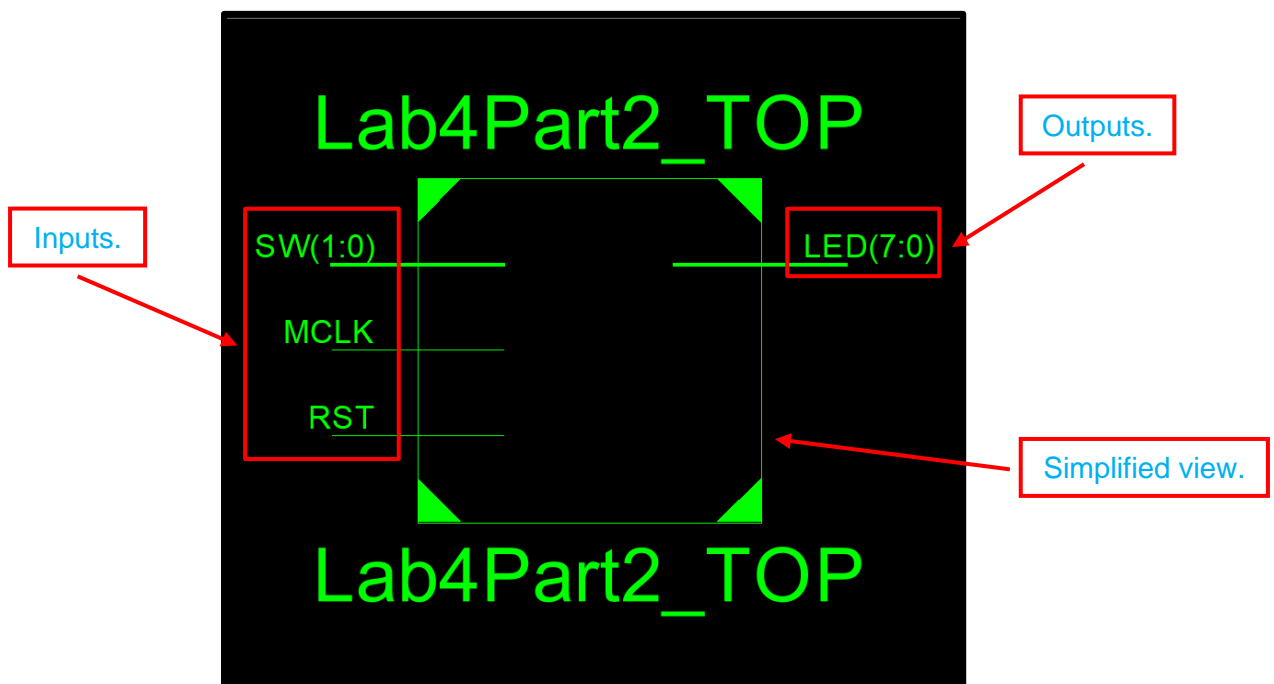 Lab4Part2_TOP
Outputs.
Inputs.
SW(1:0)
LED(7:0)
MCLK
RST
Simplified view.
Lab4Part2_TOP